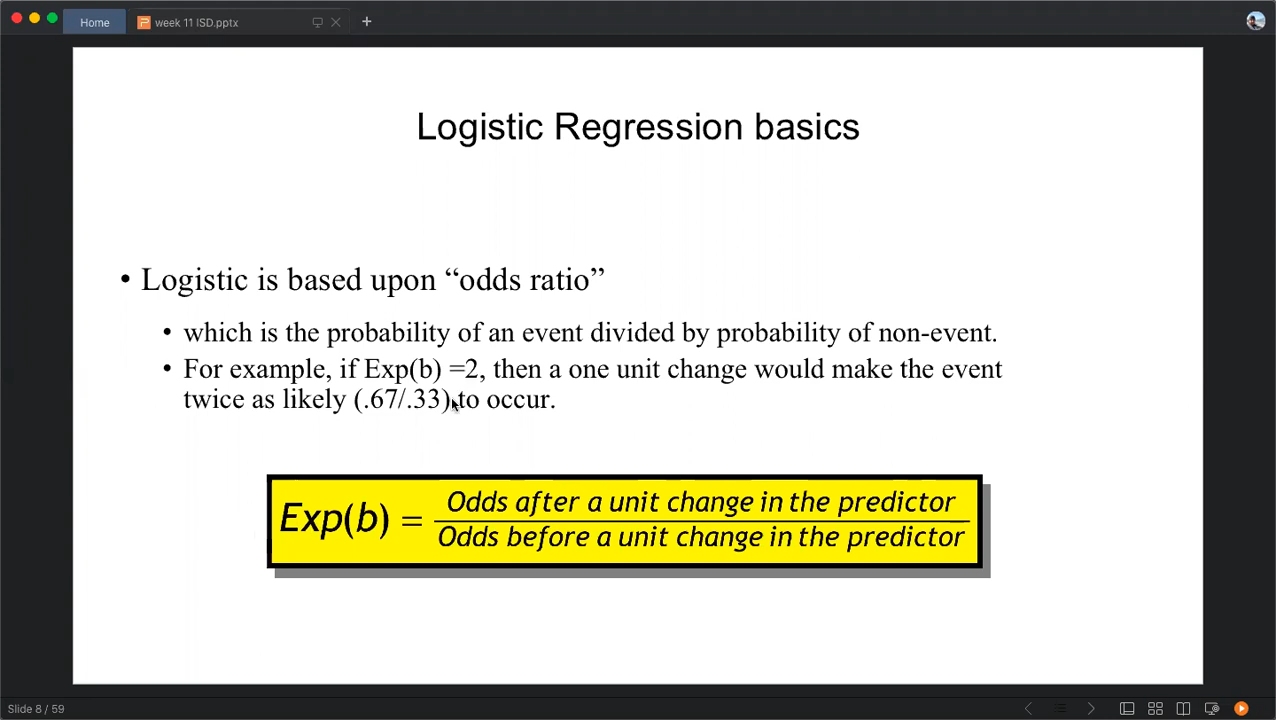 Home
week 11 ISD.pptx
Logistic Regression basics
• Logistic is based upon “odds ratio”
• which is the probability of an event divided by probability of non-event.
• For example, if Exp(b) =2, then a one unit change would make the event
twice as likely (.67/.33) to occur.
Exp(b) = Odds after a unit change in the predictor
Odds before a unit change in the predictor
Slide 8 / 59